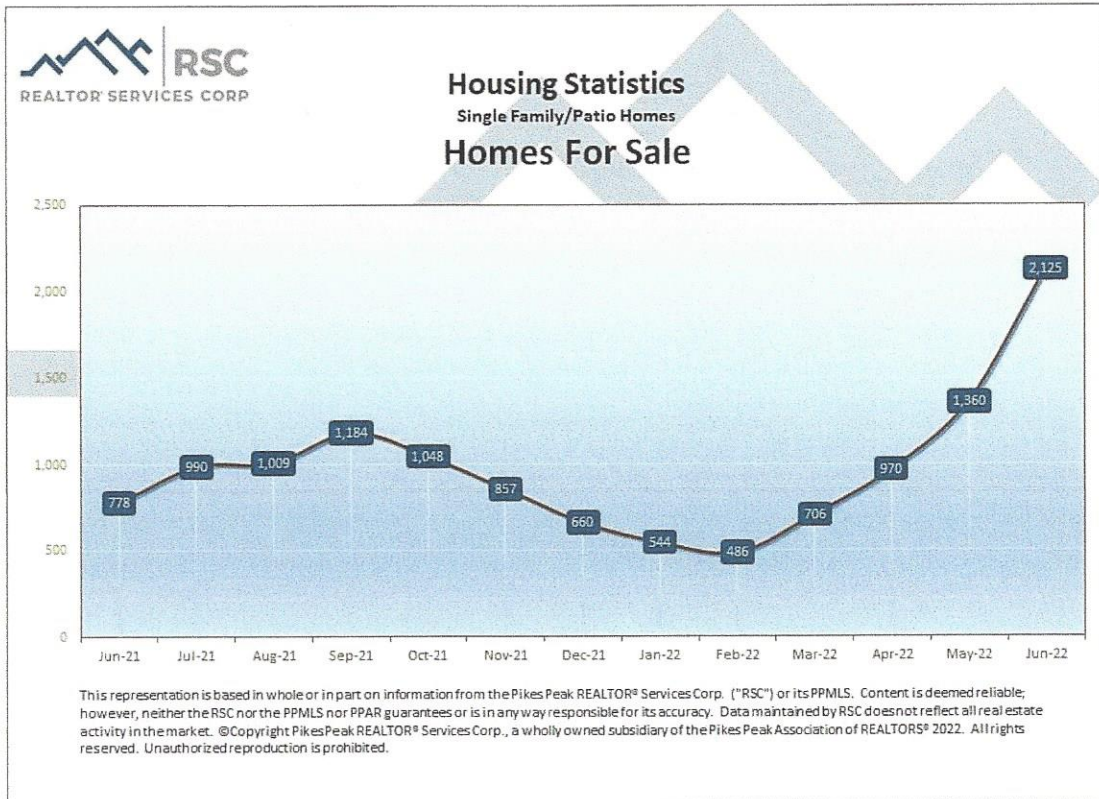 RSC
REALTOR® SERVICES CORP
Housing Statistics
Single Family/Patio Homes
Homes For Sale
2,500
2,000
1,500
1,000
500
0
778
990
1,009
1,184
1,048
857
660
544
486
706
970
1,360
2,125
Jun-21 Jul-21 Aug-21 Sep-21 Oct-21 Nov-21 Dec-21 Jan-22 Feb-22 Mar-22 Apr-22 May-22 Jun-22
This representation is based in whole or in part on information from the Pikes Peak REALTOR® Services Corp. ("RSC") or its PPMLS. Content is deemed reliable;
however, neither the RSC nor the PPMLS nor PPAR guarantees or is in any way responsible for its accuracy. Data maintained by RSC does not reflect all real estate
activity in the market. ©Copyright Pikes Peak REALTOR® Services Corp., a wholly owned subsidiary of the Pikes Peak Association of REALTORS® 2022. All rights
reserved. Unauthorized reproduction is prohibited.